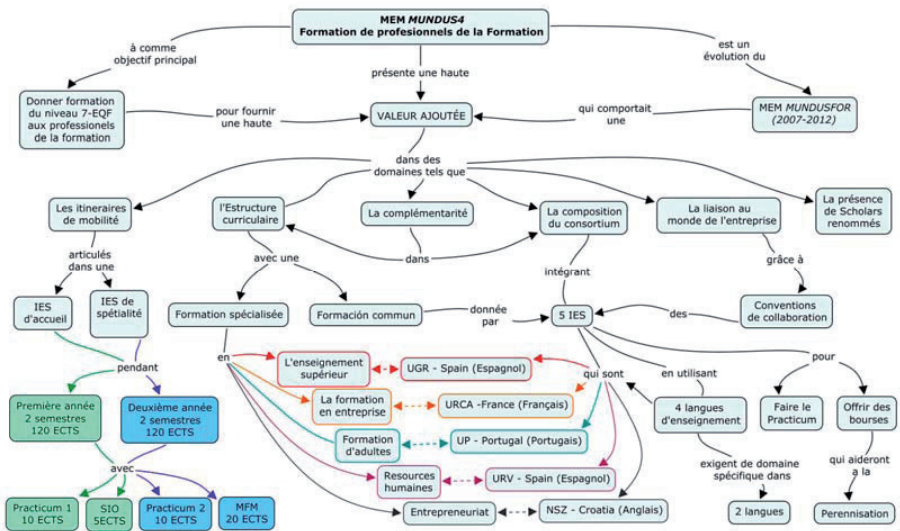 MEM MUNDUS4
Formation de profesionnels de la Formation
à comme
objectif principal
présente une haute
est un
évolution du
Donner formation
du niveau 7-EQF
aux professionels
de la formation
pour fournir
une haute
VALEUR AJOUTÉE
qui comportait
une
MEM MUNDUSFOR
(2007-2012)
dans des
domaines tels que
Les itineraires
de mobilité
l'Estructure
curriculaire
La complémentarité
La composition
du consortium
La liaison au
monde de l'entreprise
La présence
de Scholars
renommés
articulés
dans une
avec une
dans
intégrant
grâce à
IES
d'accueil
IES de
spétialité
Formation spécialisée
Formación commun
donnée
par
5 IES
des
Conventions
de collaboration
pendant
en
L'enseignement
supérieur
UGR - Spain (Espagnol)
qui sont
en utilisant
pour
Première année
2 semestres
120 ECTS
Deuxième année
2 semestres
120 ECTS
La formation
en entreprise
URCA -France (Français)
4 langues
d'enseignement
Faire le
Practicum
Offrir des
bourses
Formation
d'adultes
UP - Portugal (Portugais)
avec
Resources
humaines
URV - Spain (Espagnol)
exigent de domaine
spécifique dans
qui aideront
a la
Practicum 1
10 ECTS
SIO
5ECTS
Practicum 2
10 ECTS
MFM
20 ECTS
Entrepreneuriat
NSZ - Croatia (Anglais)
2 langues
Perennisation